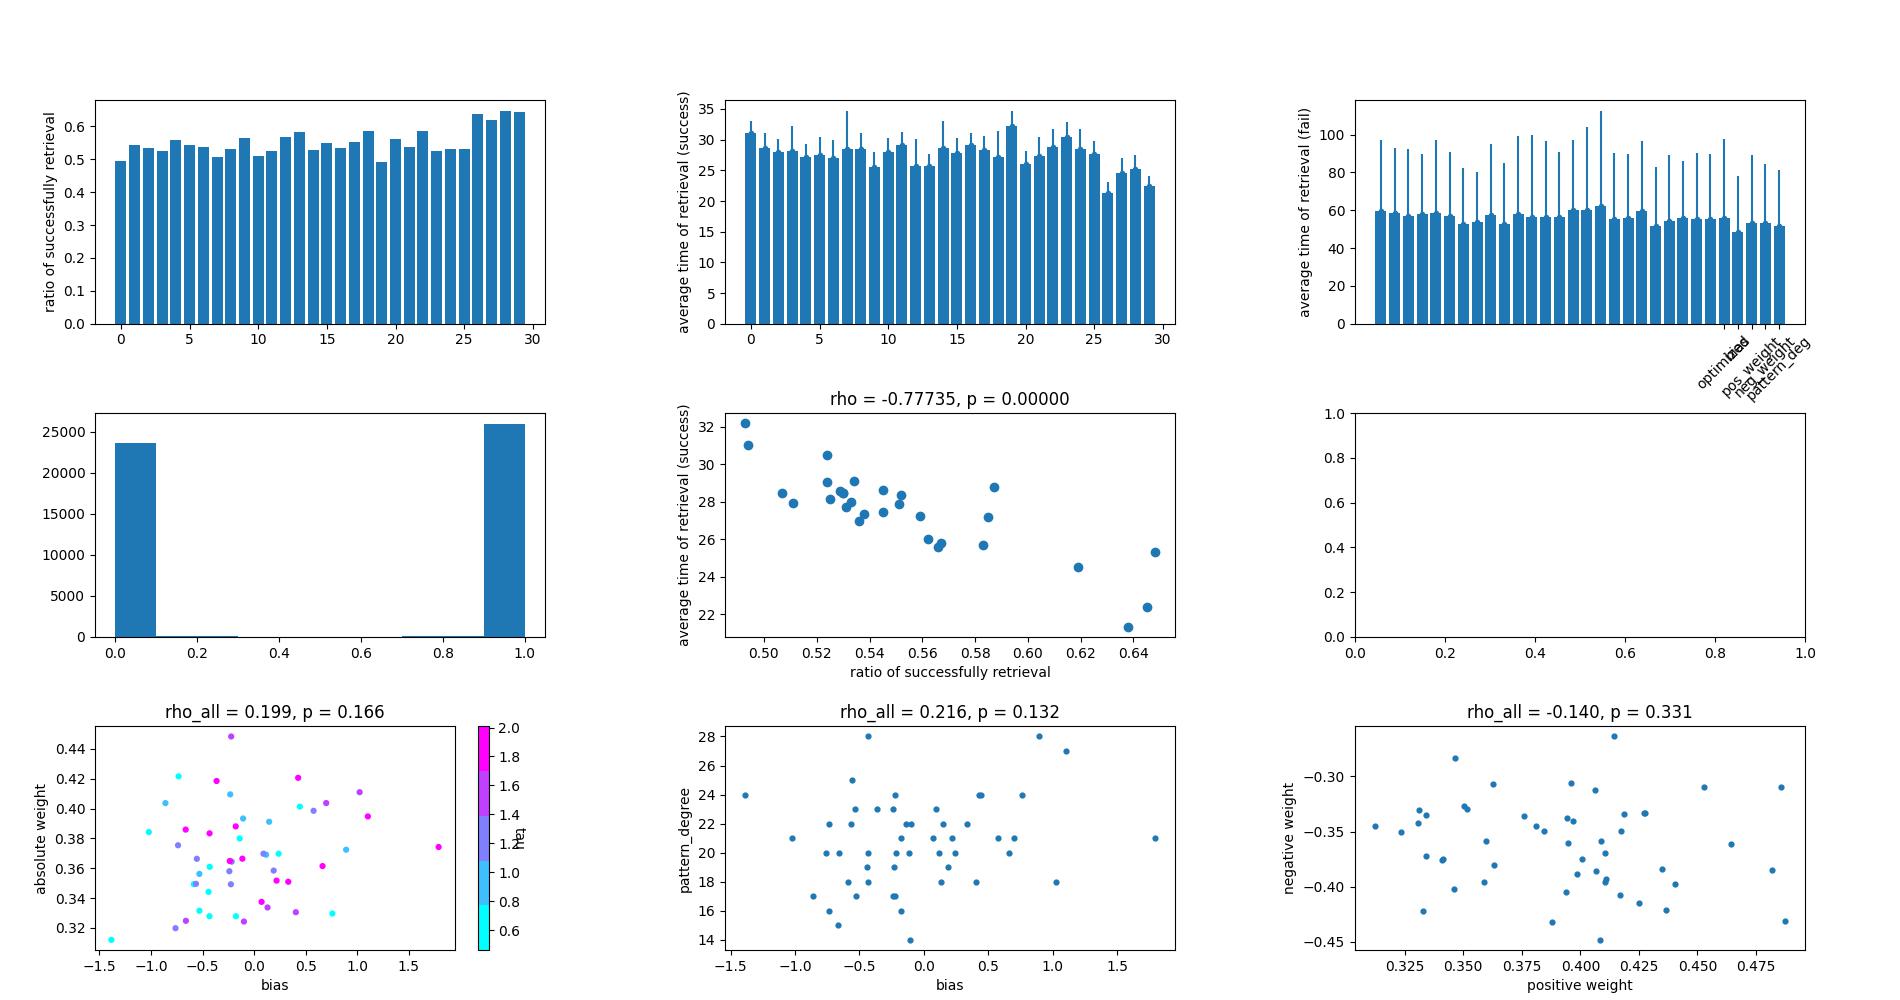 ratio of successfully retrieval
0.6
0.5
0.4
0.3
0.2
0.1
0.0
0 5 10 15 20 25 30
average time of retrieval (success)
35
30
25
20
15
10
5
0
0 5 10 15 20 25 30
average time of retrieval (fail)
100
80
60
40
20
0
optimized
bias
pos_weight
neg_weight
pattern_deg
25000
20000
15000
10000
5000
0
0.0 0.2 0.4 0.6 0.8 1.0
rho = -0.77735, p = 0.00000
average time of retrieval (success)
32
30
28
26
24
22
0.50 0.52 0.54 0.56 0.58 0.60 0.62 0.64
ratio of successfully retrieval
1.0
0.8
0.6
0.4
0.2
0.0
0.0 0.2 0.4 0.6 0.8 1.0
rho_all = 0.199, p = 0.166
absolute weight
0.44
0.42
0.40
0.38
0.36
0.34
0.32
−1.5 −1.0 −0.5 0.0 0.5 1.0 1.5
bias
2.0
1.8
1.6
1.4
1.2
1.0
0.8
0.6
rho_all = 0.216, p = 0.132
pattern_degree
28
26
24
22
20
18
16
14
−1.5 −1.0 −0.5 0.0 0.5 1.0 1.5
bias
rho_all = -0.140, p = 0.331
negative weight
−0.30
−0.35
−0.40
−0.45
0.325 0.350 0.375 0.400 0.425 0.450 0.475
positive weight